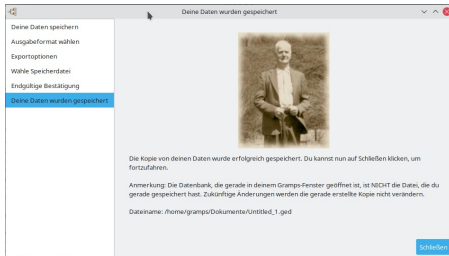 Deine Daten wurden gespeichert
Deine Daten speichern
Ausgabeformat wählen
Exportoptionen
Wähle Speicherdatei
Endgültige Bestätigung
Deine Daten wurden gespeichert
Die Kopie von deinen Daten wurde erfolgreich gespeichert. Du kannst nun auf Schließen klicken, um
fortzufahren.
Anmerkung: Die Datenbank, die gerade in deinem Gramps-Fenster geöffnet ist, ist NICHT die Datei, die du
gerade gespeichert hast. Zukünftige Änderungen werden die gerade erstellte Kopie nicht verändern.
Dateiname: /home/gramps/Dokumente/Untitled_1.ged
Schließen